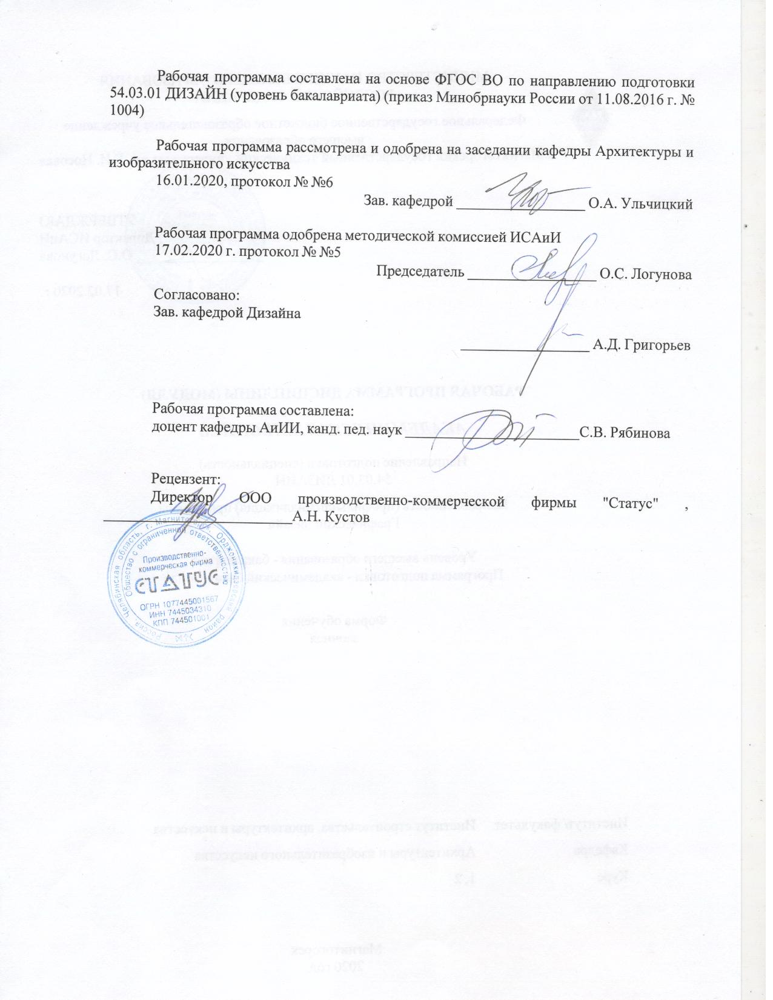 Рабочая программа составлена на основе ФГОС ВО по направлению подготовки
54.03.01 ДИЗАЙН (уровень бакалавриата) (приказ Минобрнауки России от 11.08.2016 г. №
1004)
Рабочая программа рассмотрена и одобрена на заседании кафедры Архитектуры и
изобразительного искусства
16.01.2020, протокол № №6
Зав. кафедрой _________________ О.А. Ульчицкий
Рабочая программа одобрена методической комиссией ИСАиИ
17.02.2020 г. протокол № №5
Председатель _________________ О.С. Логунова
Согласовано:
Зав. кафедрой Дизайна
_________________ А.Д. Григорьев
Рабочая программа составлена:
доцент кафедры АиИИ, канд. пед. наук _______________________С.В. Рябинова
Рецензент:
Директор ООО производственно-коммерческой фирмы "Статус" ,
_________________________А.Н. Кустов
Россия, Челябинская область, г. Магнитогорск, Орджоникидзевский район
Общество с ограниченной ответственностью
Производственно-
коммерческая фирма
СТАТУС
ОГРН 1077445001567
ИНН 7445034310
КПП 744501001